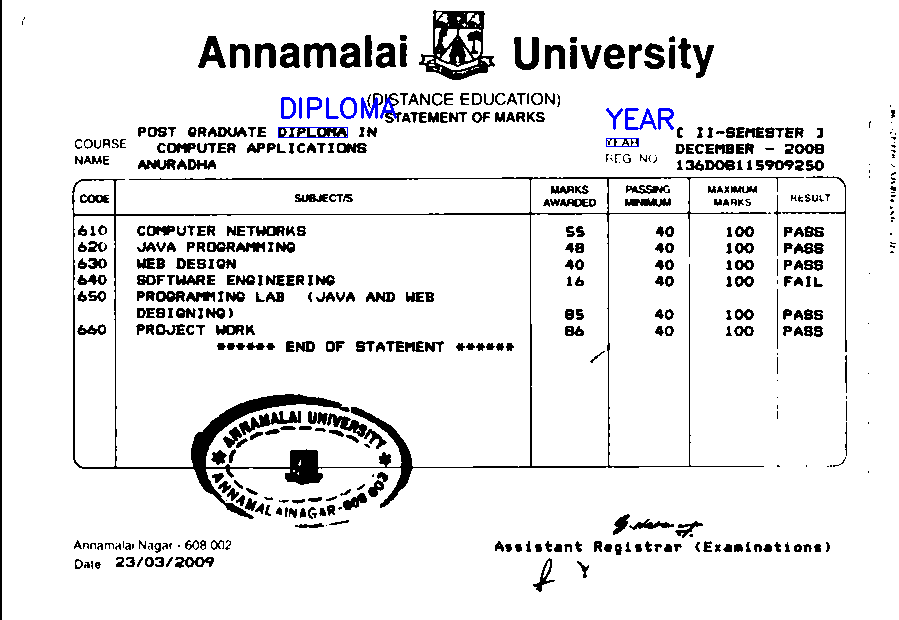 Annamalai University
(DISTANCE EDUCATION)
DIPLOMA
STATEMENT OF MARKS
YEAR
COURSE POST GRADUATE DIPLOMA IN COMPUTER APPLICATIONS
YEAR [ II-SEMESTER ]
DECEMBER - 2008
NAME ANURADHA
REG NO 136D08115909250
CODE SUBJECT/S MARKS AWARDED PASSING MINIMUM MAXIMUM MARKS RESULT
610 COMPUTER NETWORKS 55 40 100 PASS
620 JAVA PROGRAMMING 48 40 100 PASS
630 WEB DESIGN 40 40 100 PASS
640 SOFTWARE ENGINEERING 16 40 100 FAIL
650 PROGRAMMING LAB (JAVA AND WEB
DESIGNING) 85 40 100 PASS
660 PROJECT WORK 86 40 100 PASS
****** END OF STATEMENT ******
ANNAMALAI UNIVERSITY
ANNAMALAINAGAR-608 002
Annamalai Nagar - 608 002
Assistant Registrar (Examinations)
Date 23/03/2009